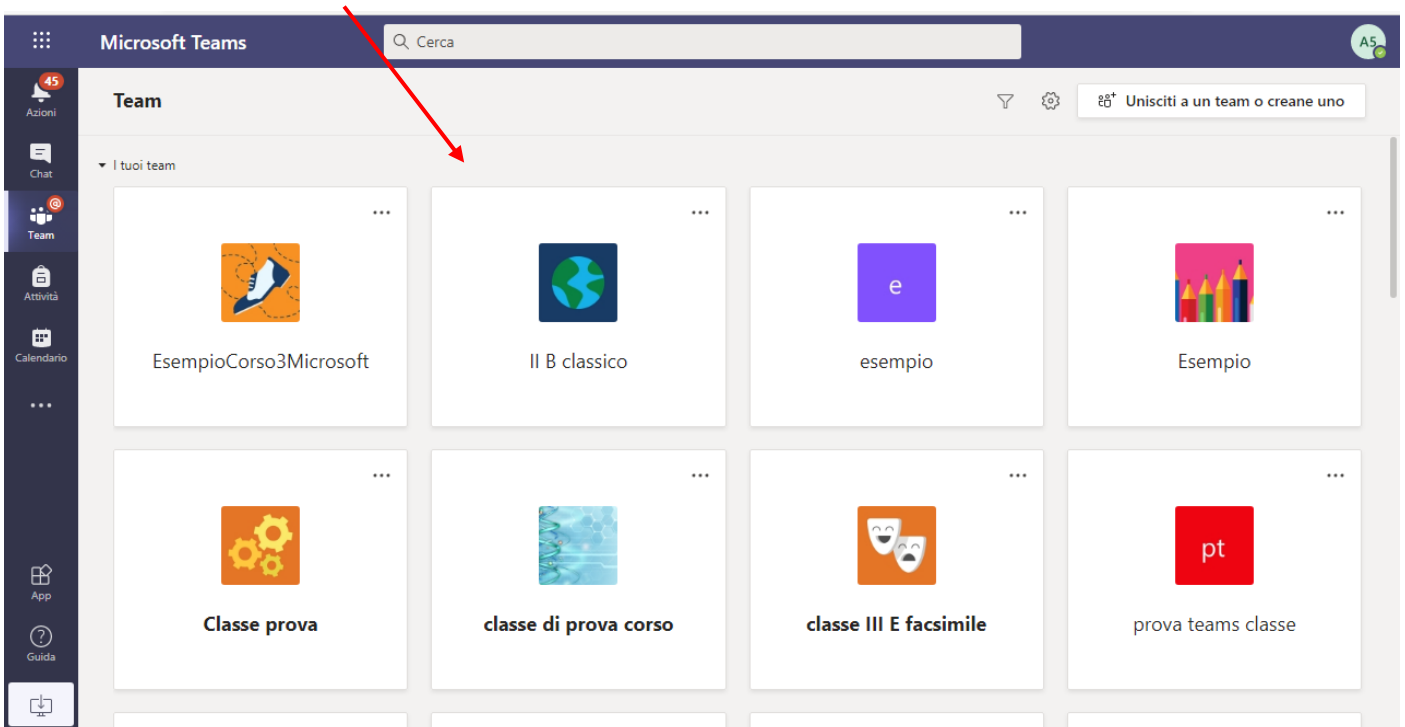 Microsoft Teams
Cerca
A5
45
Azioni
Chat
@
Team
Attività
Calendario
App
Guida
Team
Unisciti a un team o creane uno
I tuoi team
EsempioCorso3Microsoft
II B classico
e
esempio
Esempio
Classe prova
classe di prova corso
classe III E facsimile
pt
prova teams classe